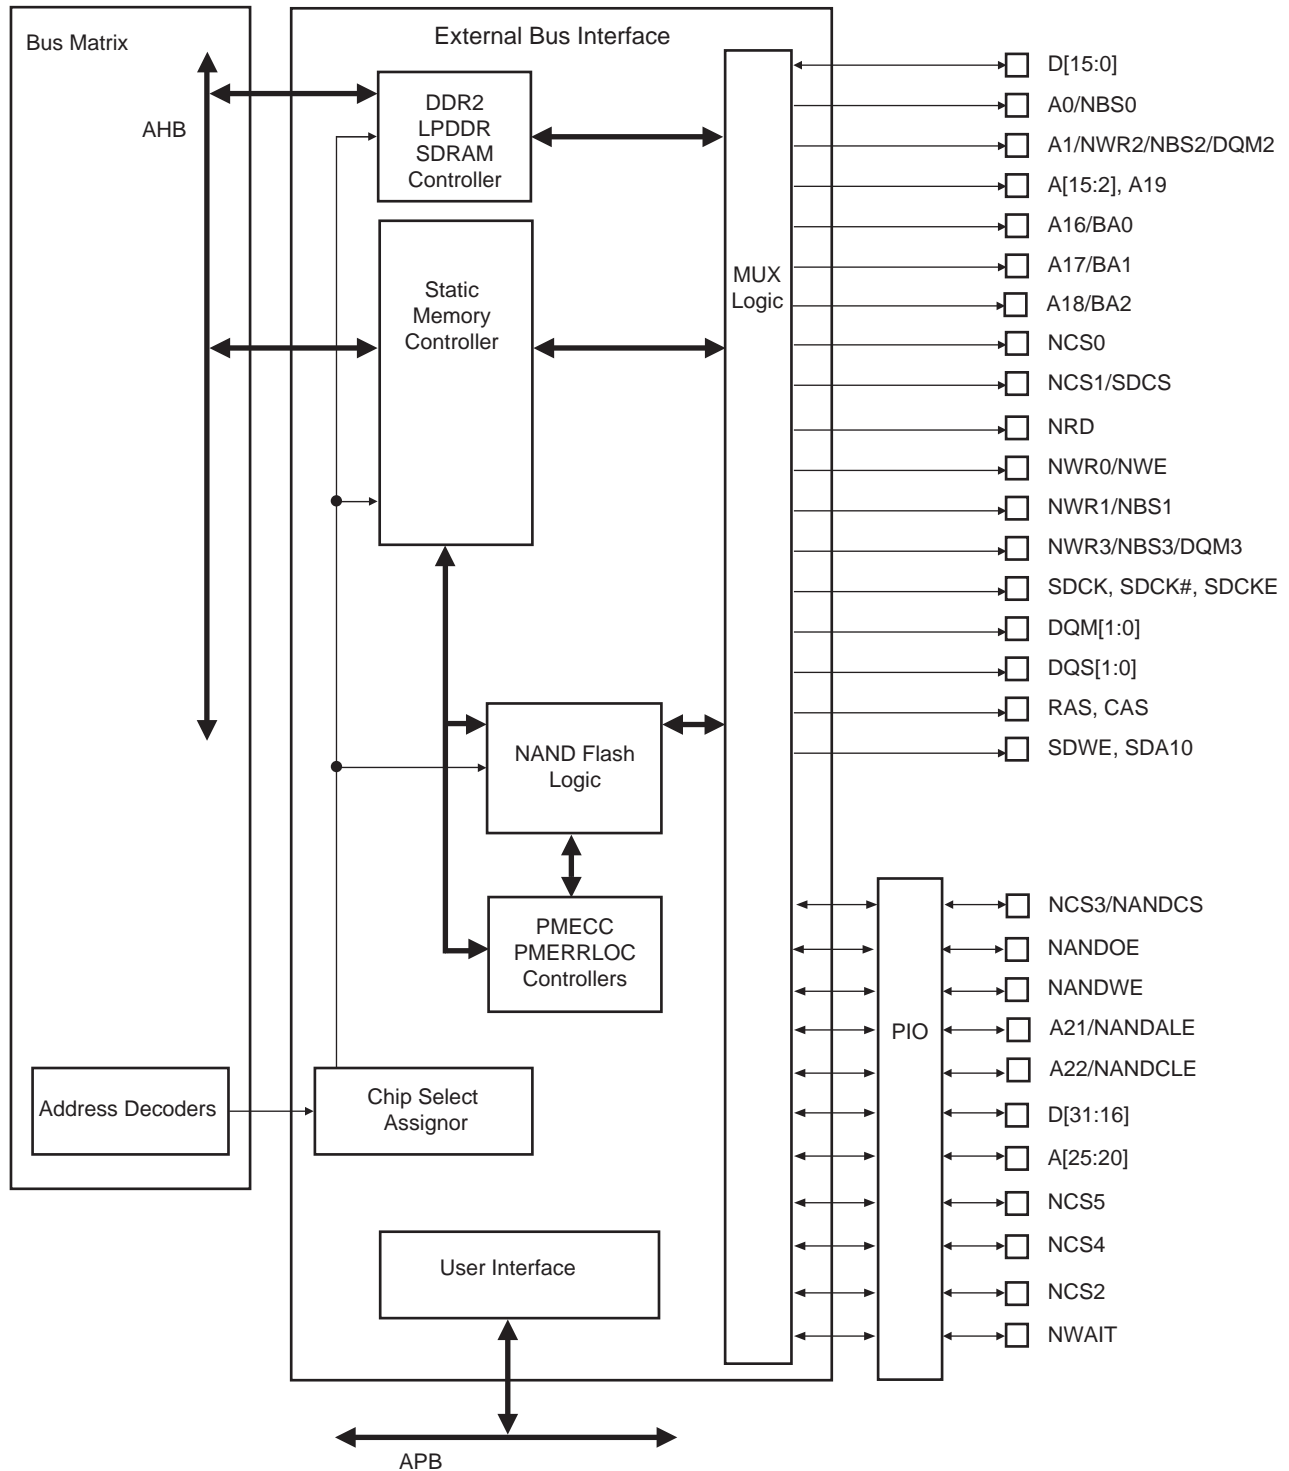 Bus Matrix
External Bus Interface
AHB
DDR2
LPDDR
SDRAM
Controller
Static
Memory
Controller
MUX
Logic
NAND Flash
Logic
PMECC
PMERRLOC
Controllers
Address Decoders
Chip Select
Assignor
User Interface
APB
PIO
D[15:0]
A0/NBS0
A1/NWR2/NBS2/DQM2
A[15:2], A19
A16/BA0
A17/BA1
A18/BA2
NCS0
NCS1/SDCS
NRD
NWR0/NWE
NWR1/NBS1
NWR3/NBS3/DQM3
SDCK, SDCK#, SDCKE
DQM[1:0]
DQS[1:0]
RAS, CAS
SDWE, SDA10
NCS3/NANDCS
NANDOE
NANDWE
A21/NANDALE
A22/NANDCLE
D[31:16]
A[25:20]
NCS5
NCS4
NCS2
NWAIT